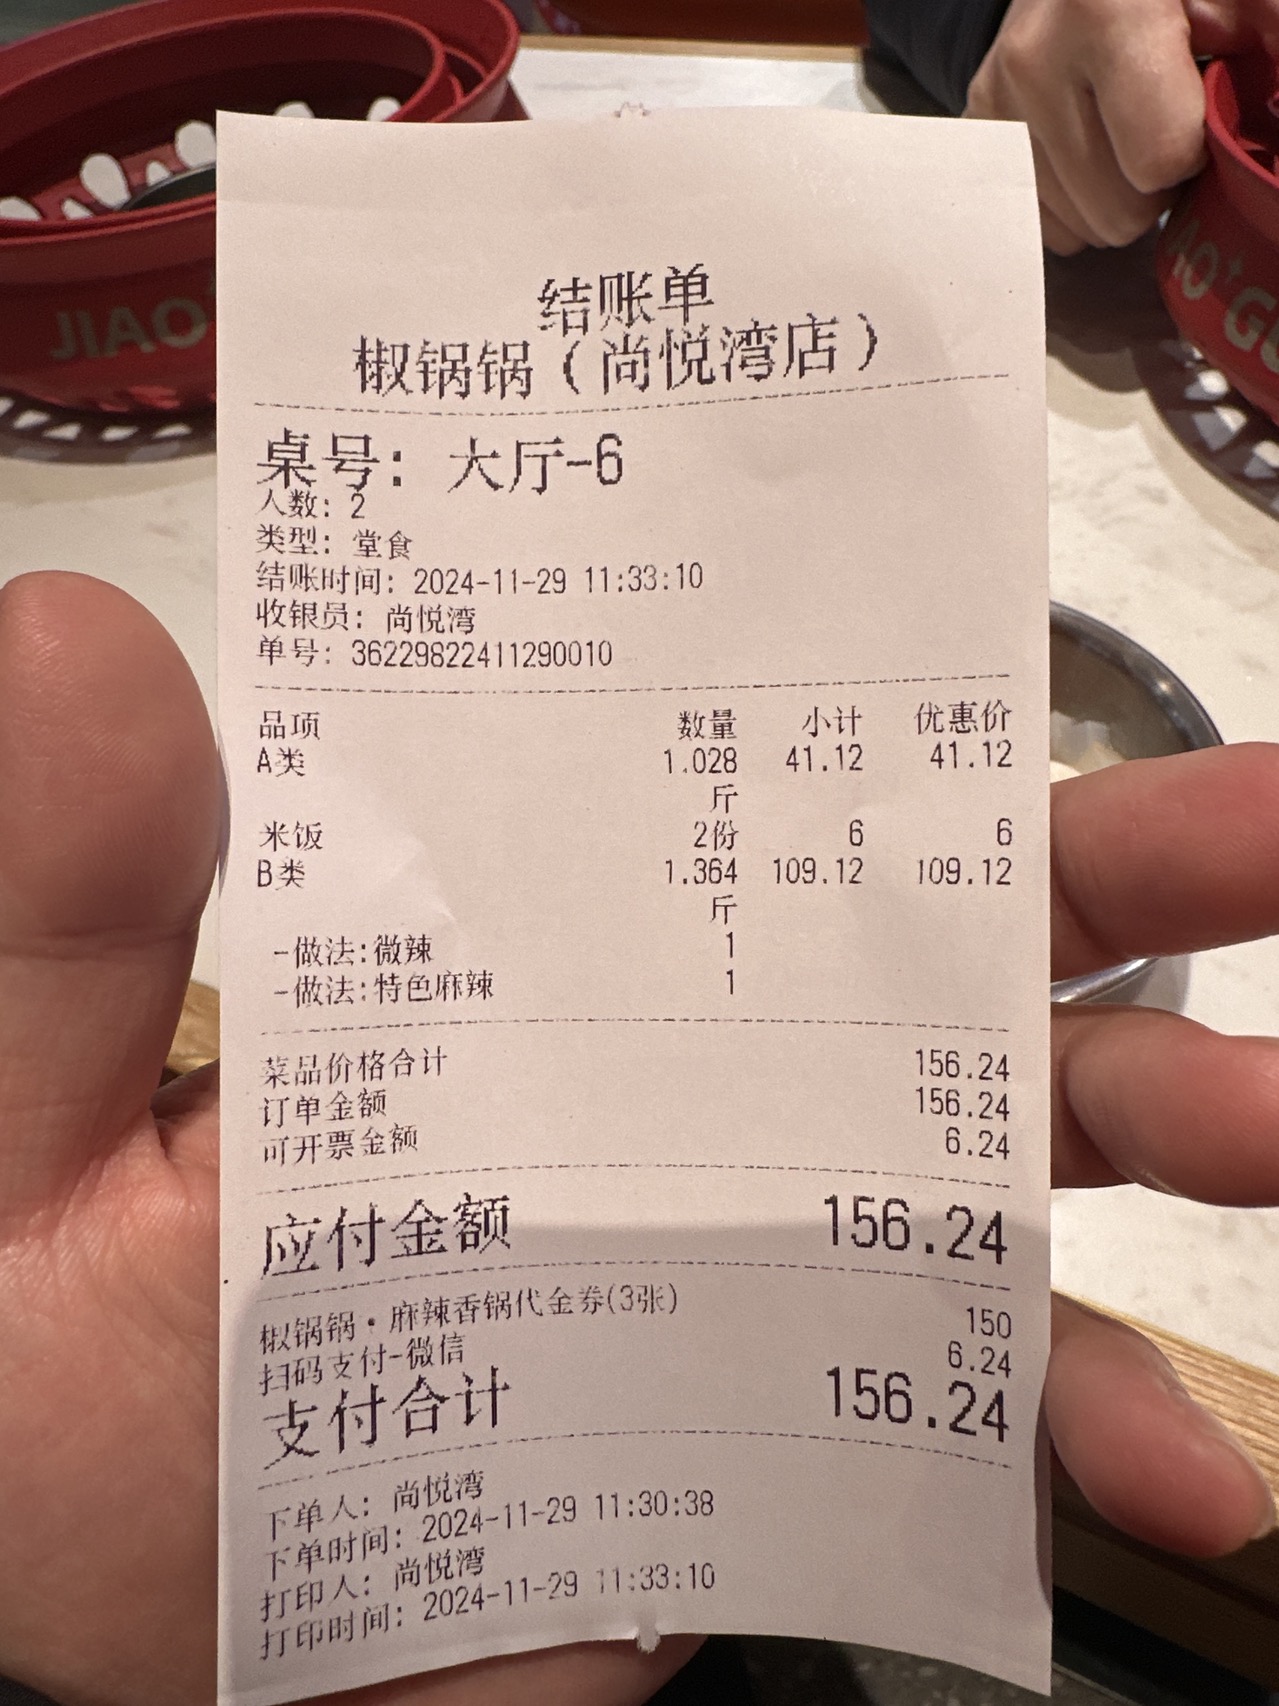 JIAO
AO+G
结账单
椒锅锅(尚悦湾店)
桌号: 大厅-6
人数: 2
类型: 堂食
结账时间: 2024-11-29 11:33:10
收银员: 尚悦湾
单号: 36229822411290010
品项 数量 小计 优惠价
A类 1.028 41.12 41.12
斤
米饭 2份 6 6
B类 1.364 109.12 109.12
斤
-做法:微辣 1
-做法:特色麻辣 1
菜品价格合计 156.24
订单金额 156.24
可开票金额 6.24
应付金额 156.24
椒锅锅·麻辣香锅代金券(3张) 150
扫码支付-微信 6.24
支付合计 156.24
下单人: 尚悦湾
下单时间: 2024-11-29 11:30:38
打印人: 尚悦湾
打印时间: 2024-11-29 11:33:10